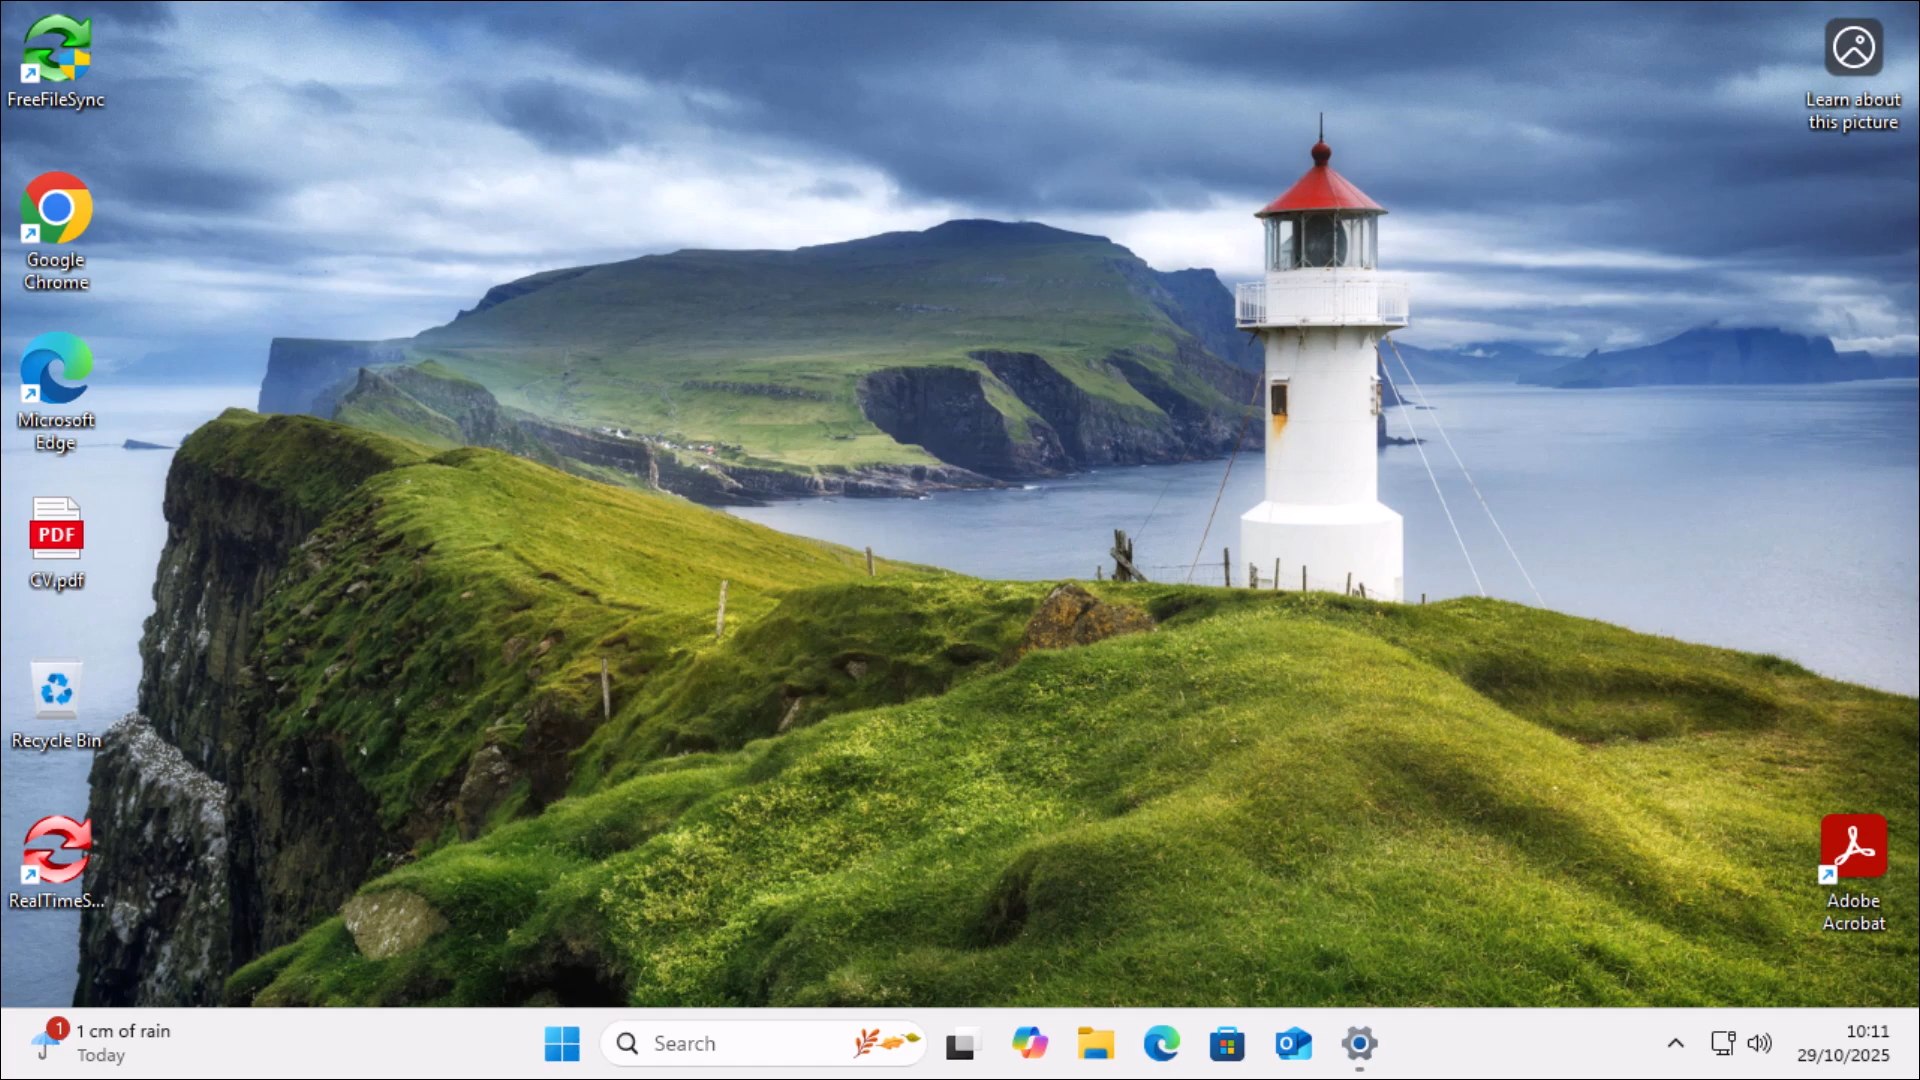 FreeFileSync
Google
Chrome
Microsoft
Edge
PDF
CV.pdf
Recycle Bin
RealTimeS...
Learn about
this picture
Adobe
Acrobat
1
1 cm of rain
Today
Search
10:11
29/10/2025